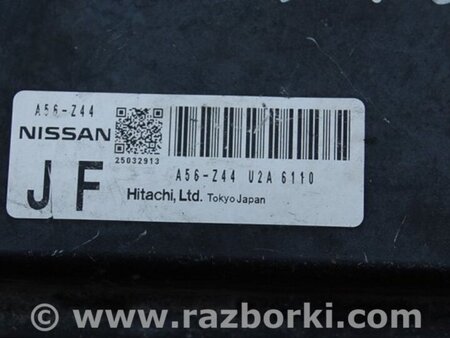 A56-Z44
NISSAN
25032913
A56-Z44 U2A 6110
JF
Hitachi, Ltd. Tokyo Japan
© www.razborki.com